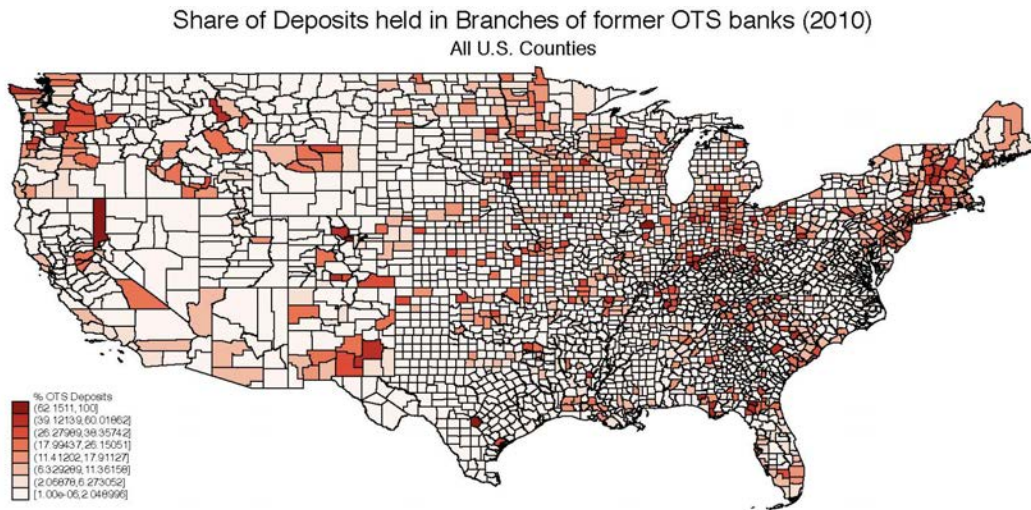 Share of Deposits held in Branches of former OTS banks (2010)
All U.S. Counties
% OTS Deposits
(62.1511,100]
(39.12139,60.01862]
(26.27989,38.35742]
(17.99437,26.15051]
(11.41202,17.91127]
(6.329289,11.36158]
(2.06878,6.273052]
[1.00e-06,2.048996]